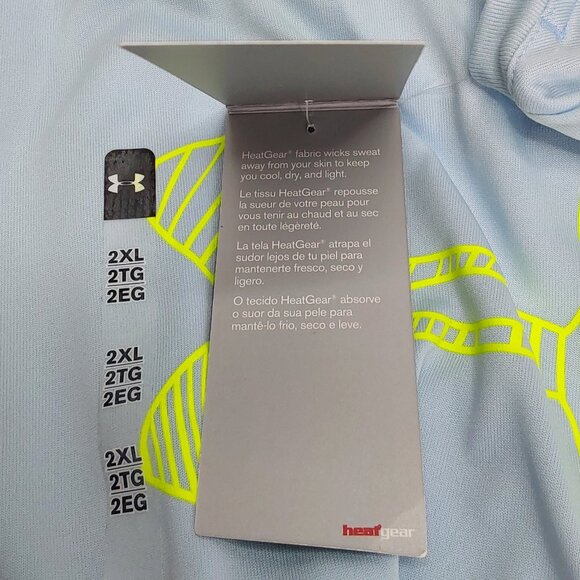 2XL
2TG
2EG
2XL
2TG
2EG
2XL
2TG
2EG
HeatGear® fabric wicks sweat
away from your skin to keep
you cool, dry, and light.
Le tissu HeatGear® repousse
la sueur de votre peau pour
vous tenir au chaud et au sec
en toute légéreté.
La tela HeatGear® atrapa el
sudor lejos de tu piel para
mantenerte fresco, seco y
ligero.
O tecido HeatGear® absorve
o suor da sua pele para
mantê-lo frio, seco e leve.
heatgear